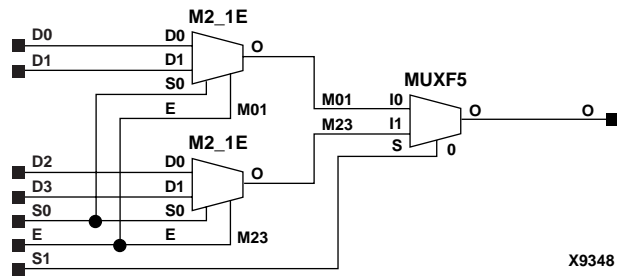 M2_1E
D0 D0 O
D1 D1
S0
E M01
MUXF5
M01 I0
O O
M23 I1
S 0
M2_1E
D2 D0 O
D3 D1
S0 S0
E E M23
S1
X9348